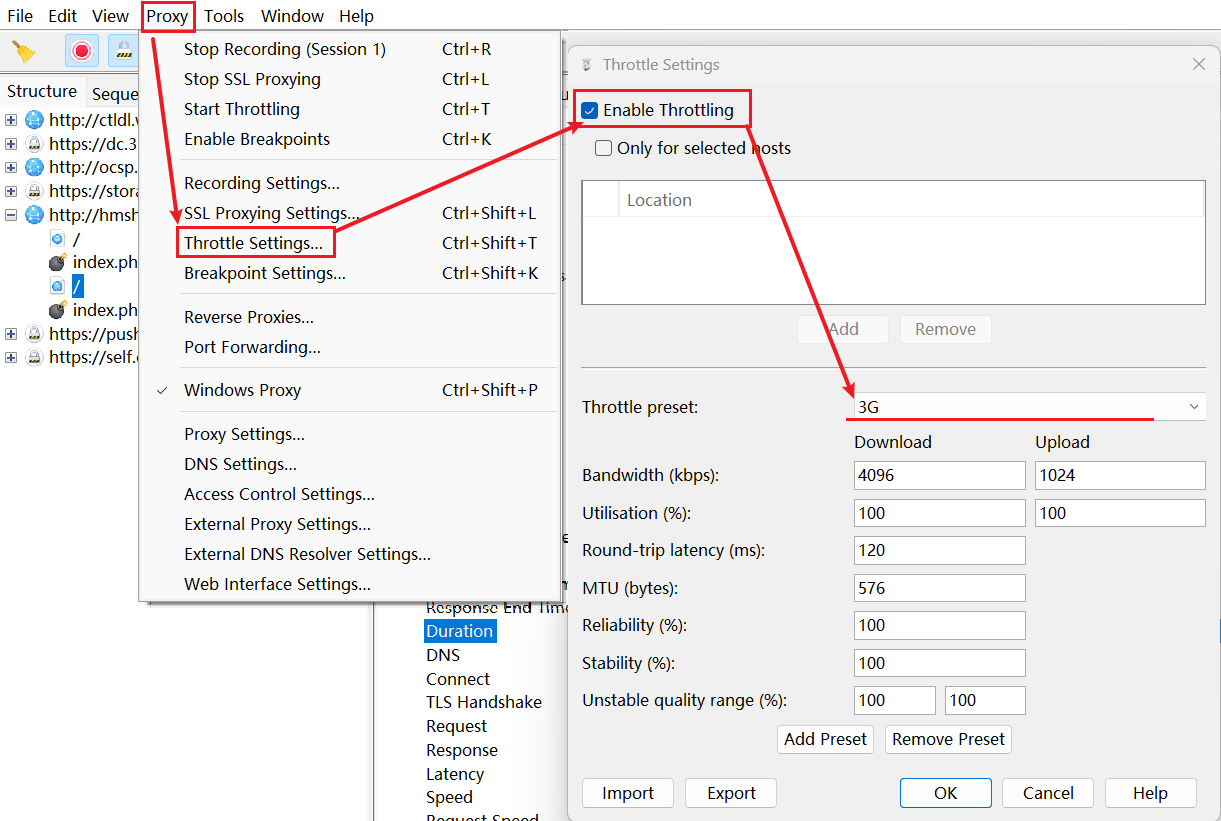 File Edit View Proxy Tools Window Help
Structure
http://ctldl.
https://dc.3
http://ocsp.
https://stora
http://hmsh
/
index.ph
/
index.ph
https://push
https://self.
Stop Recording (Session 1) Ctrl+R
Stop SSL Proxying Ctrl+L
Start Throttling Ctrl+T
Enable Breakpoints Ctrl+K
Recording Settings...
SSL Proxying Settings... Ctrl+Shift+L
Throttle Settings... Ctrl+Shift+T
Breakpoint Settings... Ctrl+Shift+K
Reverse Proxies...
Port Forwarding...
Windows Proxy Ctrl+Shift+P
Proxy Settings...
DNS Settings...
Access Control Settings...
External Proxy Settings...
External DNS Resolver Settings...
Web Interface Settings...
Response End Time
Duration
DNS
Connect
TLS Handshake
Request
Response
Latency
Speed
Request Speed
Throttle Settings
Enable Throttling
Only for selected hosts
Location
Add Remove
Throttle preset: 3G
Download Upload
Bandwidth (kbps): 4096 1024
Utilisation (%): 100 100
Round-trip latency (ms): 120
MTU (bytes): 576
Reliability (%): 100
Stability (%): 100
Unstable quality range (%): 100 100
Add Preset Remove Preset
Import Export OK Cancel Help